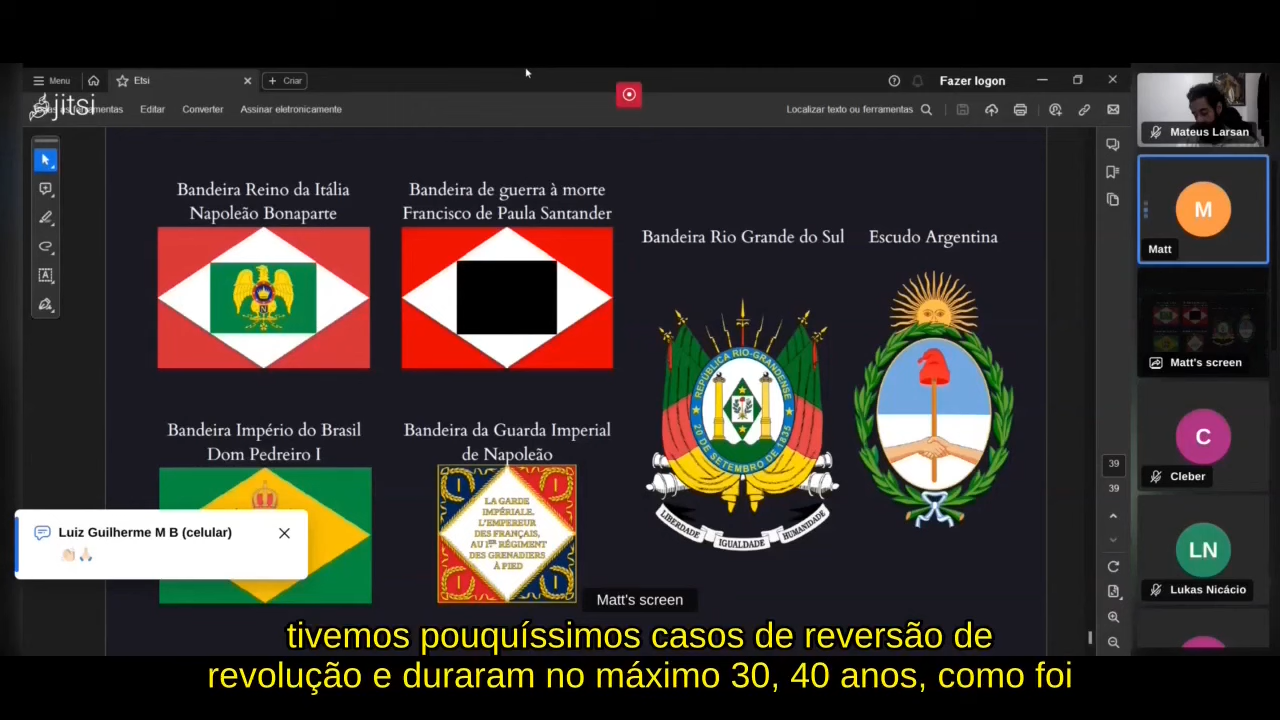 Menu
Etsi
Criar
Fazer logon
jitsi
ferramentas
Editar
Converter
Assinar eletronicamente
Localizar texto ou ferramentas
Mateus Larsan
Bandeira Reino da Itália
Napoleão Bonaparte
Bandeira de guerra à morte
Francisco de Paula Santander
Bandeira Rio Grande do Sul
Escudo Argentina
M
Matt
REPÚBLICA RIO-GRANDENSE
20 DE SETEMBRO DE 1835
LIBERDADE
IGUALDADE
HUMANIDADE
Matt's screen
Bandeira Império do Brasil
Dom Pedreiro I
Bandeira da Guarda Imperial
de Napoleão
LA GARDE
IMPÉRIALE.
L'EMPEREUR
DES FRANÇAIS,
AU 1ER RÉGIMENT
DES GRENADIERS
À PIED
C
Cleber
39
39
Luiz Guilherme M B (celular)
👏🏻🙏🏻
LN
Lukas Nicácio
Matt's screen
tivemos pouquíssimos casos de reversão de
revolução e duraram no máximo 30, 40 anos, como foi